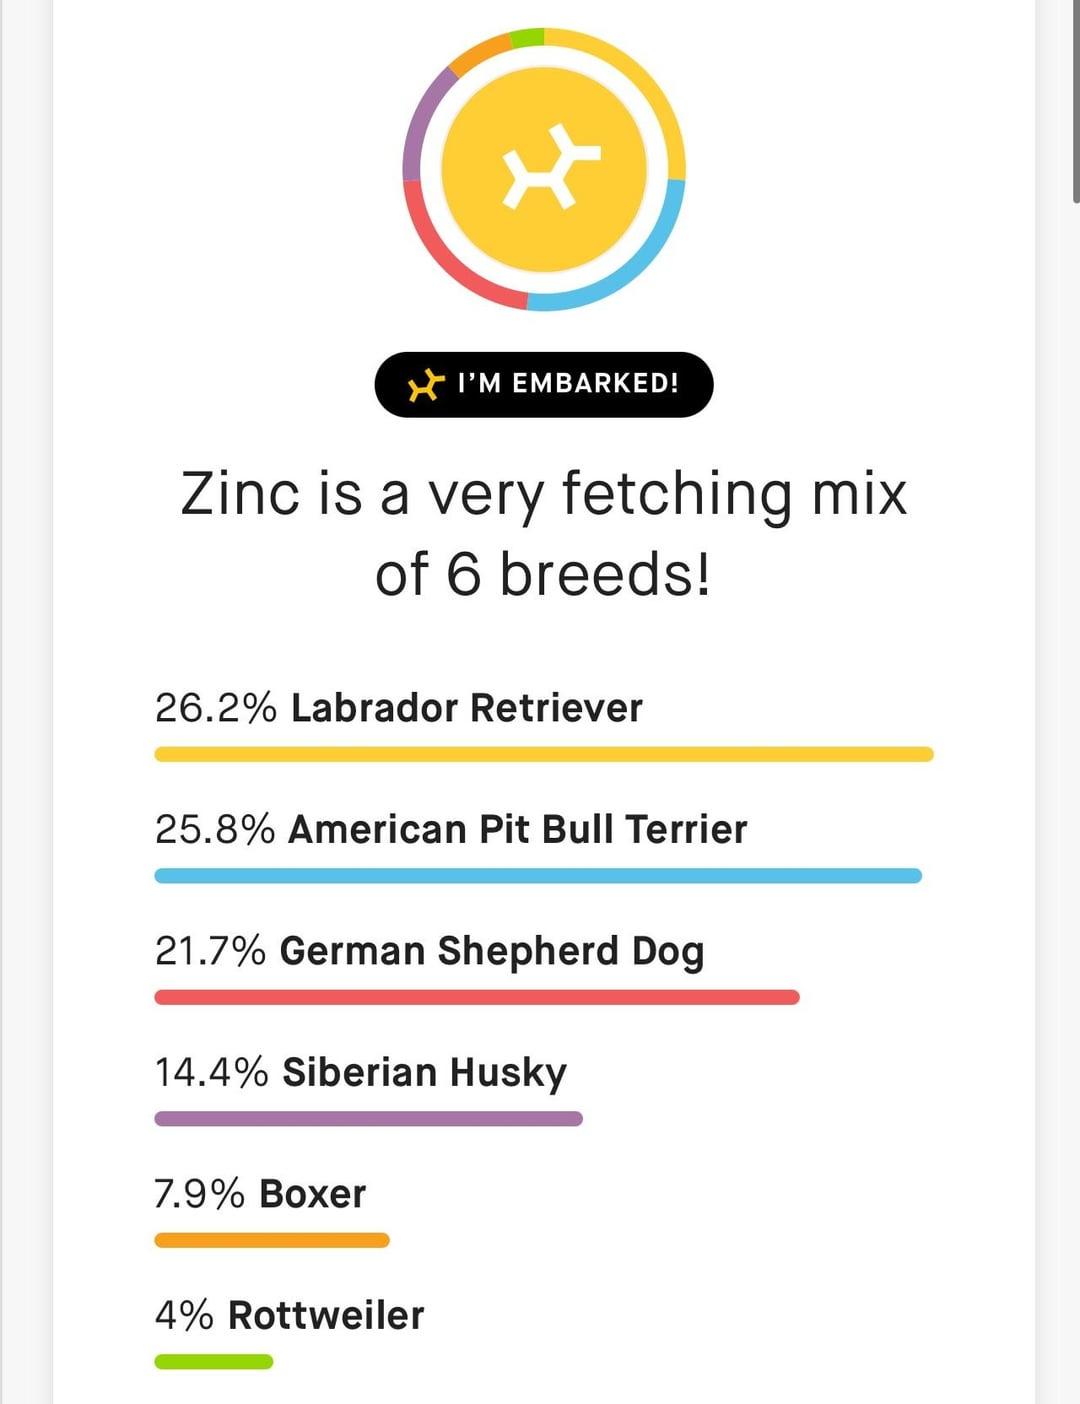 I’M EMBARKED!
Zinc is a very fetching mix
of 6 breeds!
26.2% Labrador Retriever
25.8% American Pit Bull Terrier
21.7% German Shepherd Dog
14.4% Siberian Husky
7.9% Boxer
4% Rottweiler